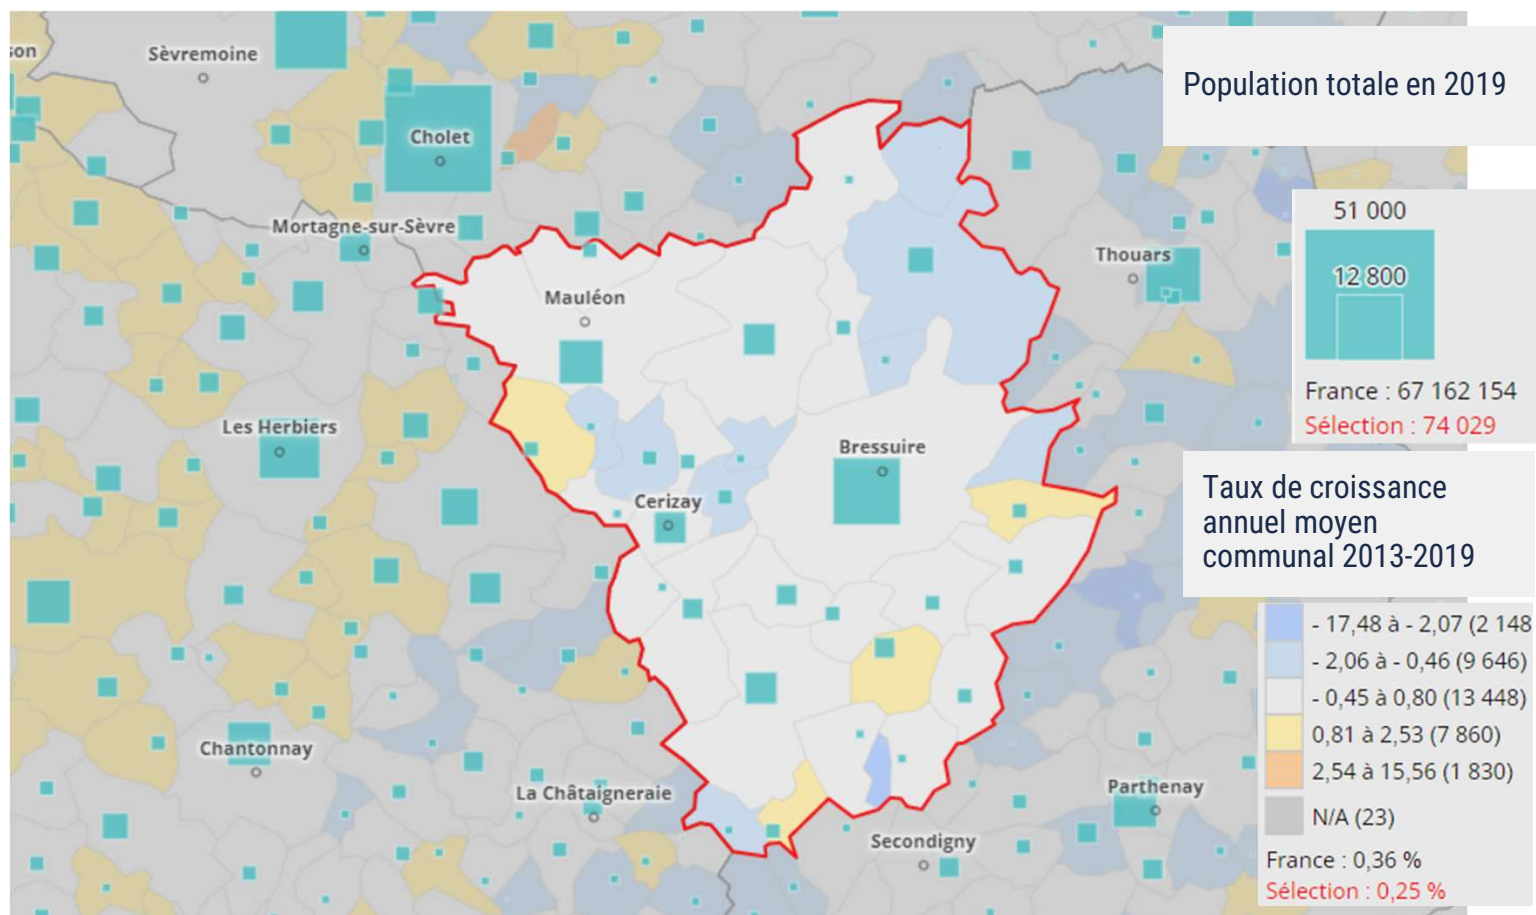 son
Sèvremoine
Cholet
Mortagne-sur-Sèvre
Mauléon
Thouars
Les Herbiers
Bressuire
Cerizay
Chantonnay
La Châtaigneraie
Parthenay
Secondigny
Population totale en 2019
51 000
12 800
France : 67 162 154
Sélection : 74 029
Taux de croissance
annuel moyen
communal 2013-2019
- 17,48 à - 2,07 (2 148
- 2,06 à - 0,46 (9 646)
- 0,45 à 0,80 (13 448)
0,81 à 2,53 (7 860)
2,54 à 15,56 (1 830)
N/A (23)
France : 0,36 %
Sélection : 0,25 %